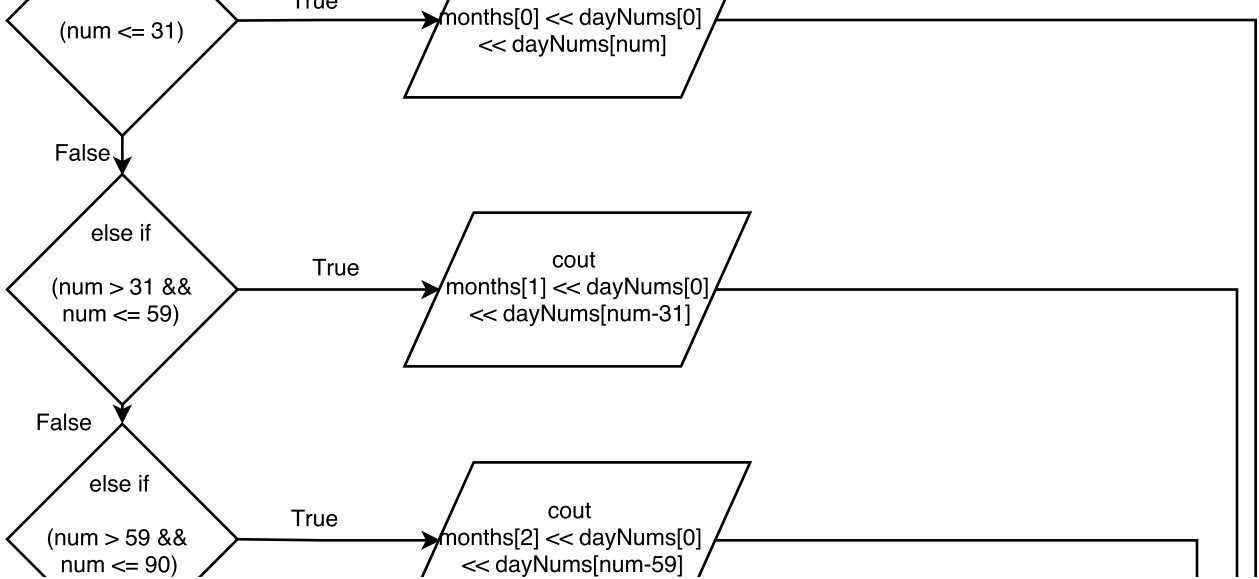 True
(num <= 31)
months[0] << dayNums[0]
<< dayNums[num]
False
else if
(num > 31 &&
num <= 59)
True
cout
months[1] << dayNums[0]
<< dayNums[num-31]
False
else if
(num > 59 &&
num <= 90)
True
cout
months[2] << dayNums[0]
<< dayNums[num-59]